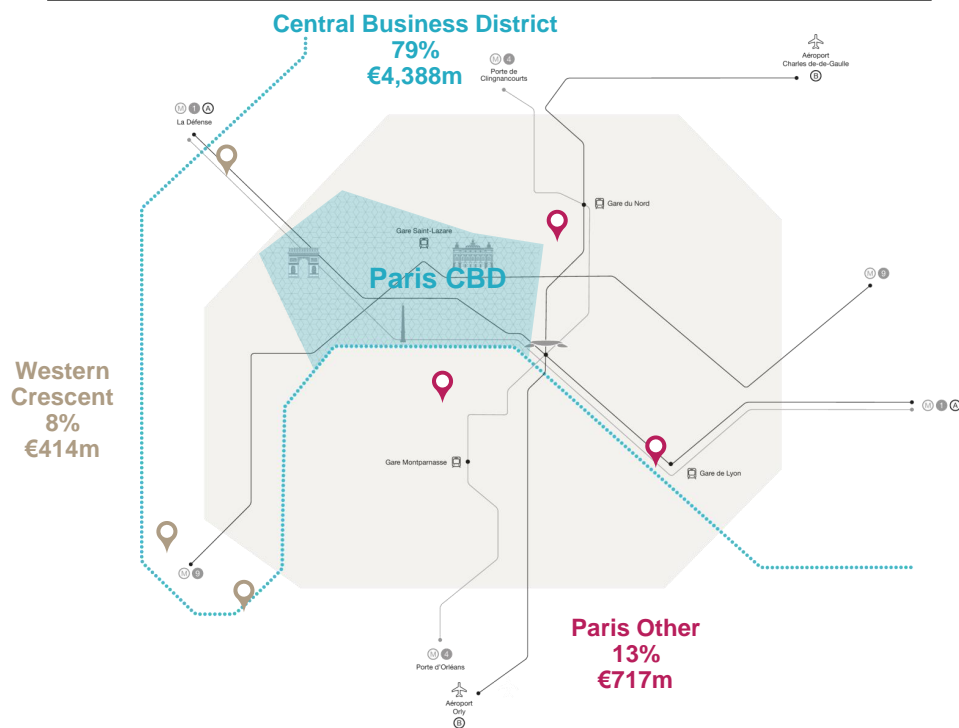 Central Business District
79%
€4,388m
M 4
Porte de
Clingnancourts
Aéroport
Charles de-de-Gaulle
B
M 1 A
La Défense
Gare du Nord
Gare Saint-Lazare
Paris CBD
M 9
Western
Crescent
8%
€414m
M 1 A
Gare Montparnasse
Gare de Lyon
M 9
Paris Other
13%
€717m
M 4
Porte d'Orléans
Aéroport
Orly
B